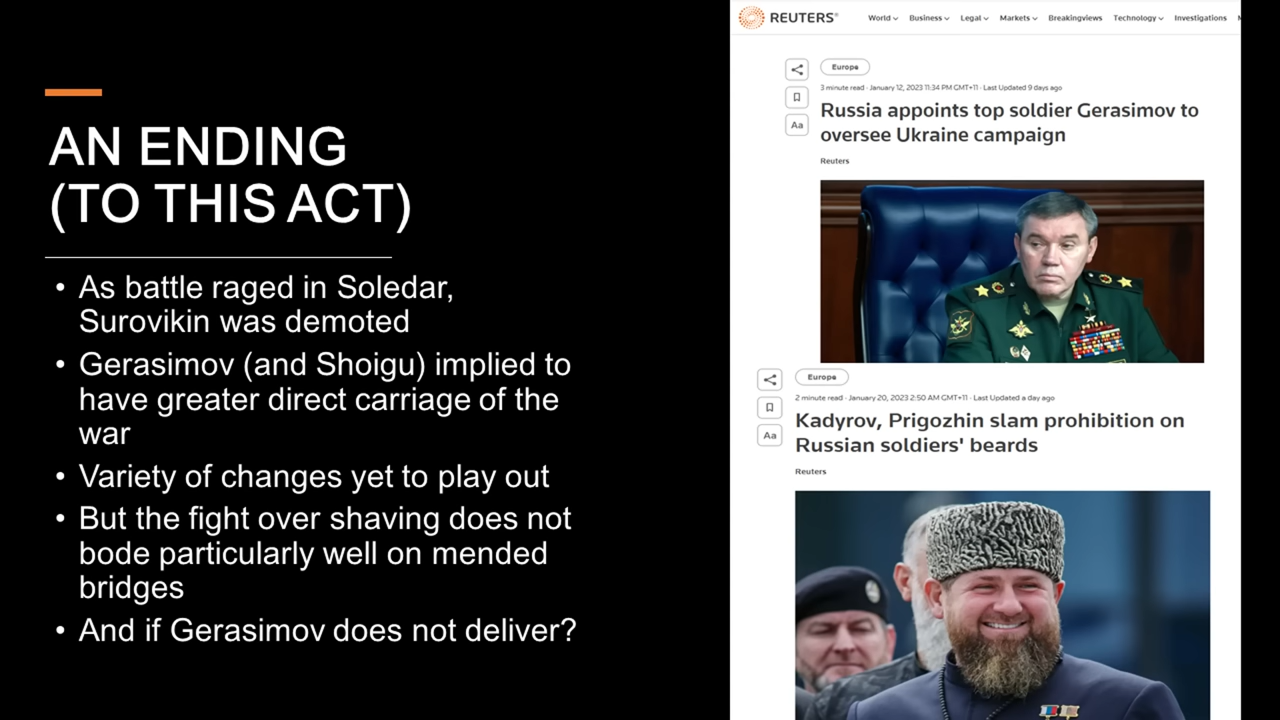 AN ENDING
(TO THIS ACT)
• As battle raged in Soledar,
Surovikin was demoted
• Gerasimov (and Shoigu) implied to
have greater direct carriage of the
war
• Variety of changes yet to play out
• But the fight over shaving does not
bode particularly well on mended
bridges
• And if Gerasimov does not deliver?
REUTERS®
World Business Legal Markets Breakingviews Technology Investigations
Europe
3 minute read · January 12, 2023 11:34 PM GMT+11 · Last Updated 9 days ago
Aa
Russia appoints top soldier Gerasimov to
oversee Ukraine campaign
Reuters
Europe
2 minute read · January 20, 2023 2:50 AM GMT+11 · Last Updated a day ago
Aa
Kadyrov, Prigozhin slam prohibition on
Russian soldiers' beards
Reuters